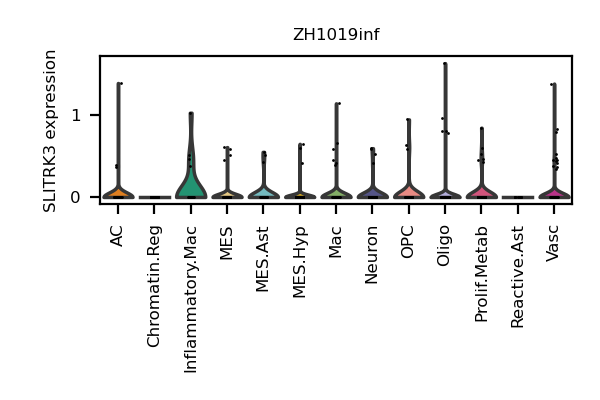 ZH1019inf
SLITRK3 expression
1
0
AC
Chromatin.Reg
Inflammatory.Mac
MES
MES.Ast
MES.Hyp
Mac
Neuron
OPC
Oligo
Prolif.Metab
Reactive.Ast
Vasc